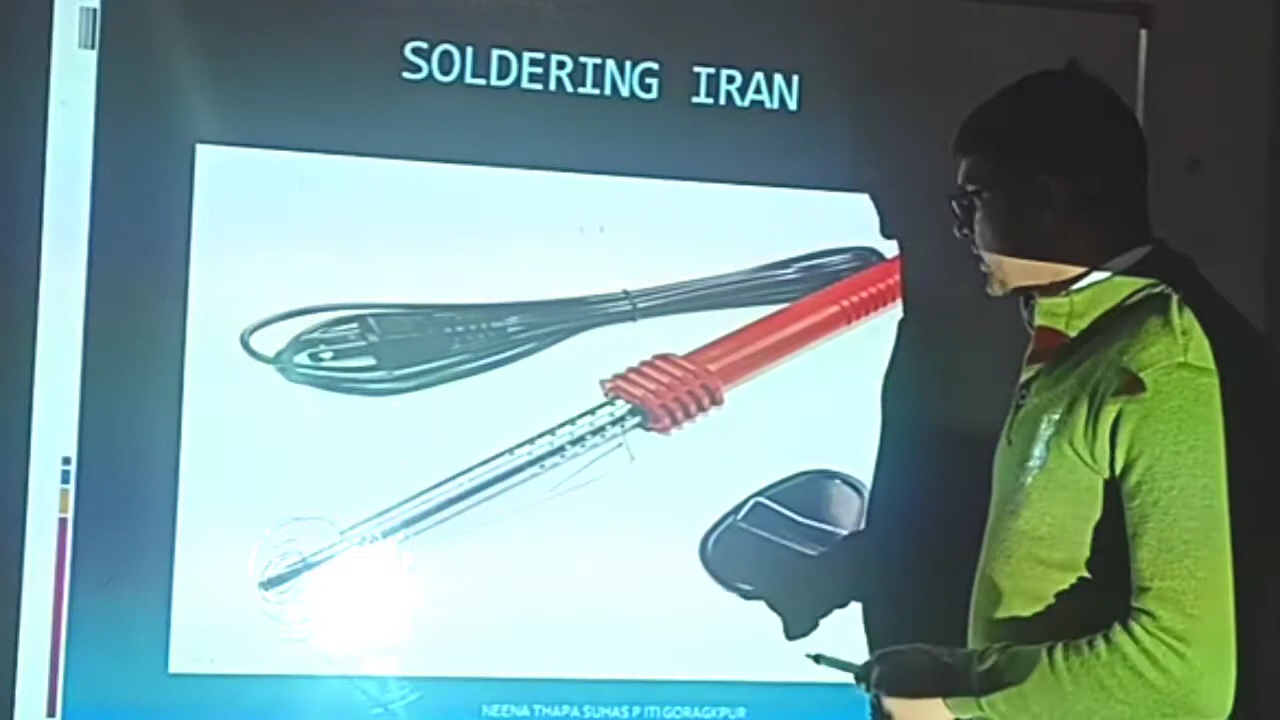 SOLDERING IRAN
NEENA THAPA SUHAS P ITI GORAGKPUR